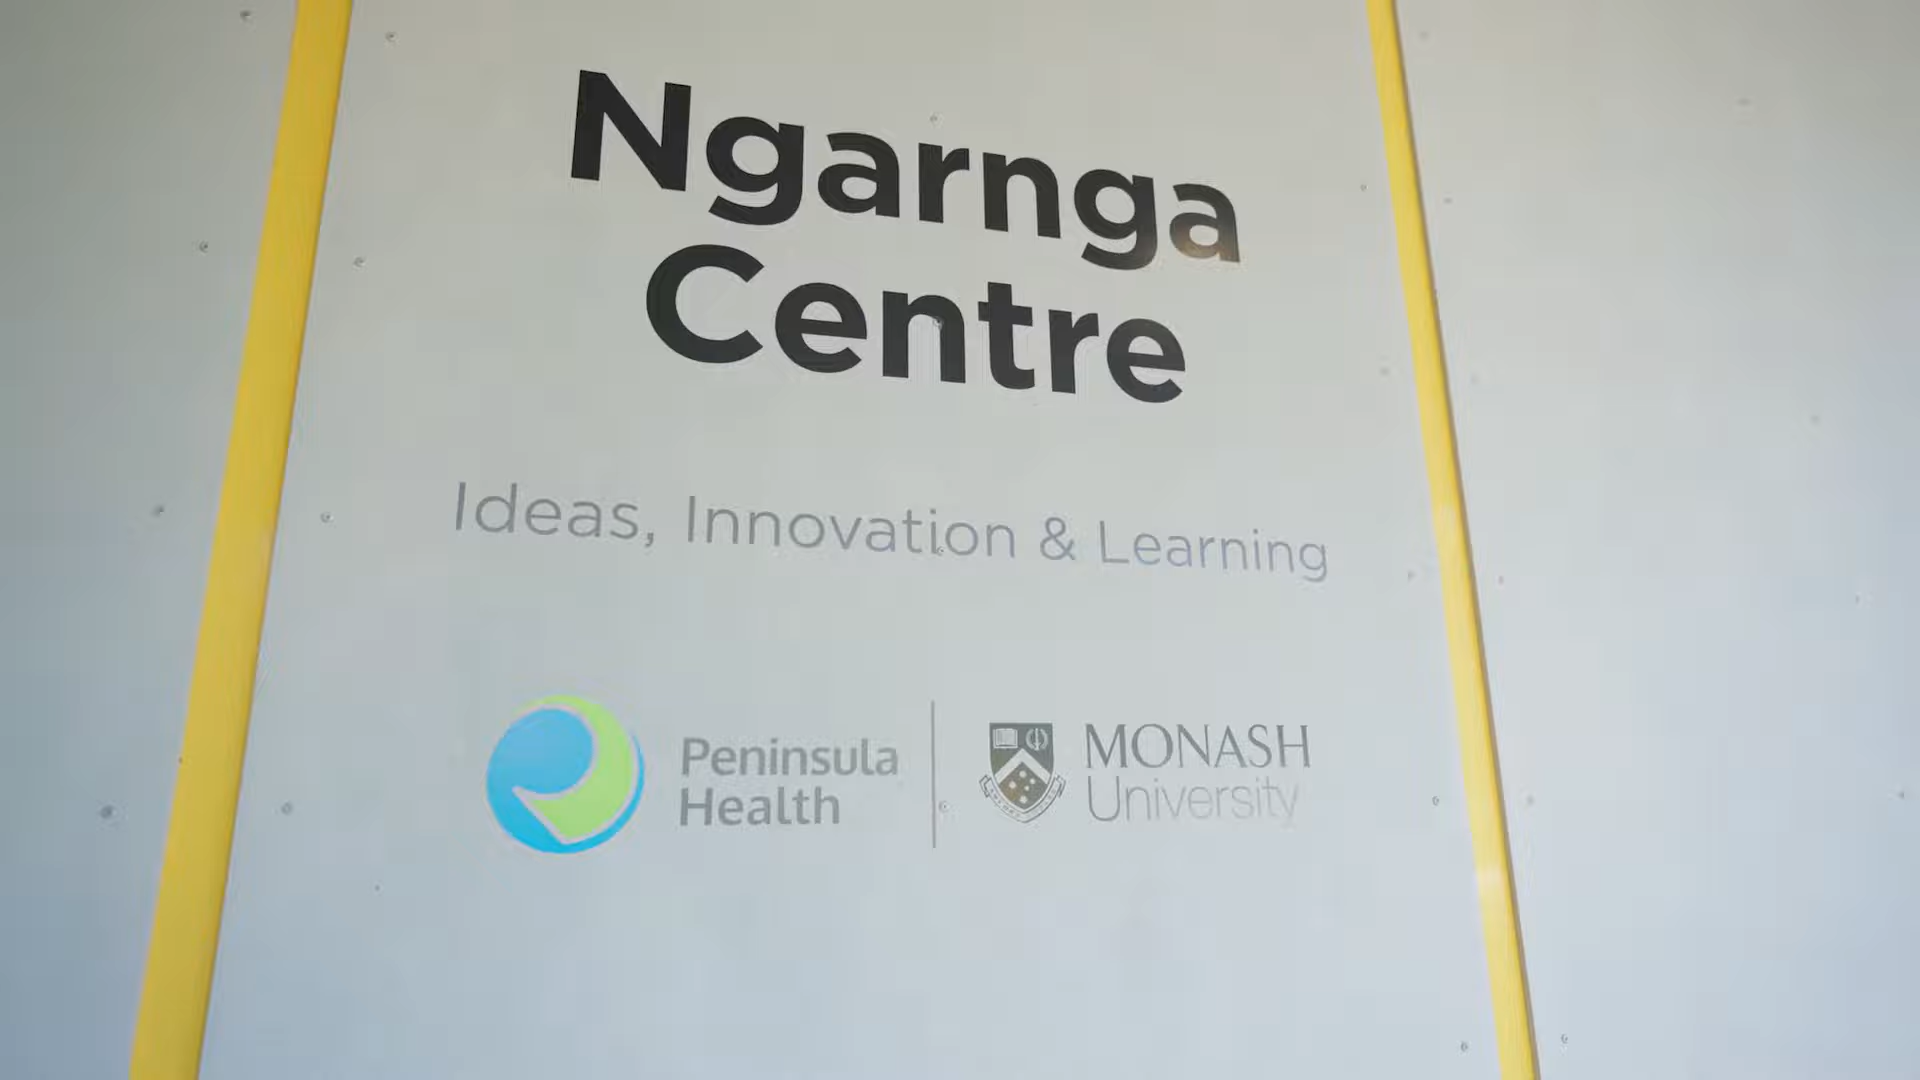 Ngarnga
Centre
Ideas, Innovation & Learning
Peninsula
Health
MONASH
University